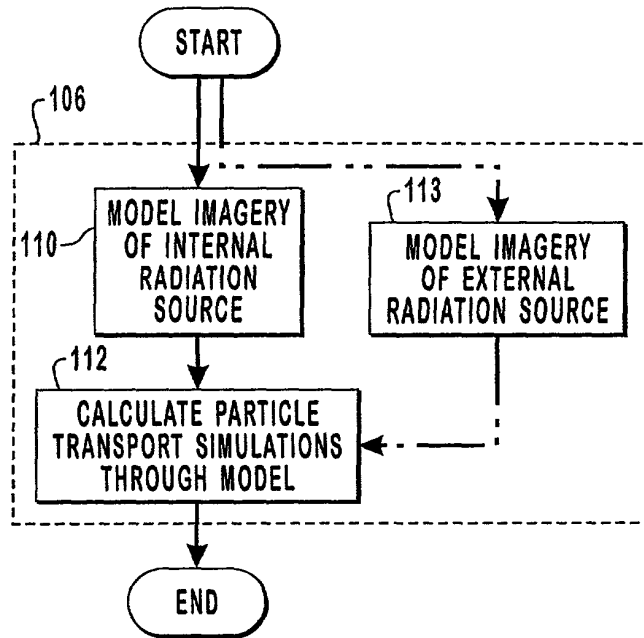 START
106
110
MODEL IMAGERY
OF INTERNAL
RADIATION
SOURCE
113
MODEL IMAGERY
OF EXTERNAL
RADIATION SOURCE
112
CALCULATE PARTICLE
TRANSPORT SIMULATIONS
THROUGH MODEL
END